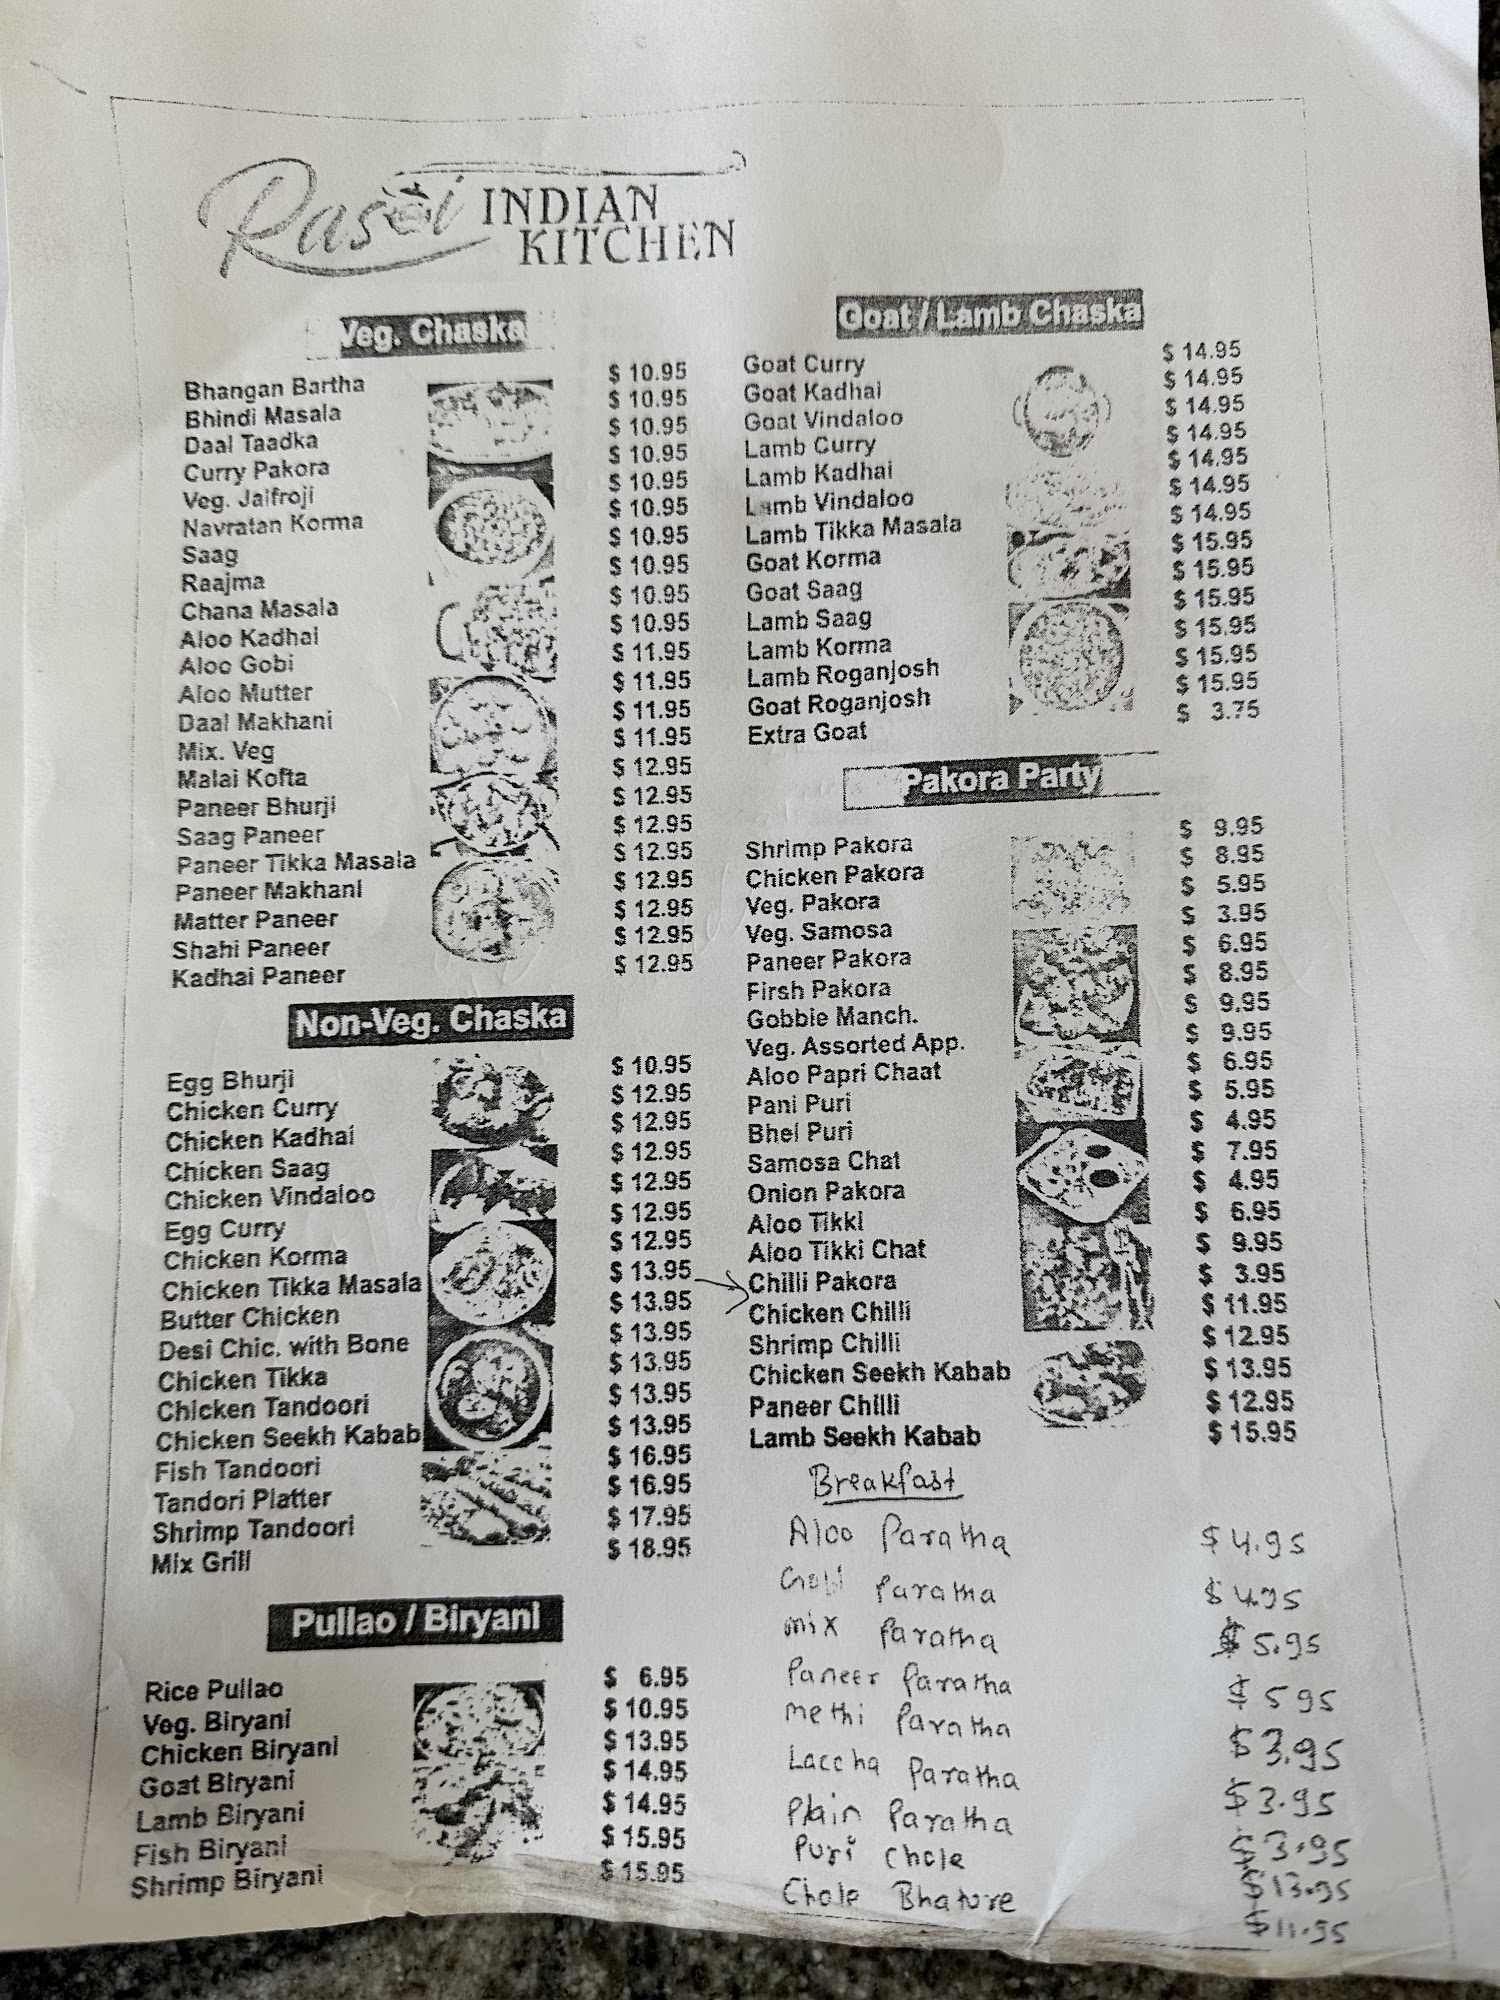 Rasoi INDIAN
KITCHEN
Veg. Chaska
Bhangan Bartha $ 10.95
Bhindi Masala $ 10.95
Daal Taadka $ 10.95
Curry Pakora $ 10.95
Veg. Jalfroji $ 10.95
Navratan Korma $ 10.95
Saag $ 10.95
Raajma $ 10.95
Chana Masala $ 10.95
Aloo Kadhai $ 10.95
Aloo Gobi $ 11.95
Aloo Mutter $ 11.95
Daal Makhani $ 11.95
Mix. Veg $ 11.95
Malai Kofta $ 12.95
Paneer Bhurji $ 12.95
Saag Paneer $ 12.95
Paneer Tikka Masala $ 12.95
Paneer Makhani $ 12.95
Matter Paneer $ 12.95
Shahi Paneer $ 12.95
Kadhai Paneer $ 12.95
Non-Veg. Chaska
Egg Bhurji $ 10.95
Chicken Curry $ 12.95
Chicken Kadhai $ 12.95
Chicken Saag $ 12.95
Chicken Vindaloo $ 12.95
Egg Curry $ 12.95
Chicken Korma $ 12.95
Chicken Tikka Masala $ 13.95
Butter Chicken $ 13.95
Desi Chic. with Bone $ 13.95
Chicken Tikka $ 13.95
Chicken Tandoori $ 13.95
Chicken Seekh Kabab $ 13.95
Fish Tandoori $ 16.95
Tandori Platter $ 16.95
Shrimp Tandoori $ 17.95
Mix Grill $ 18.95
Pullao / Biryani
Rice Pullao $ 6.95
Veg. Biryani $ 10.95
Chicken Biryani $ 13.95
Goat Biryani $ 14.95
Lamb Biryani $ 14.95
Fish Biryani $ 15.95
Shrimp Biryani $ 15.95
Goat / Lamb Chaska
Goat Curry $ 14.95
Goat Kadhai $ 14.95
Goat Vindaloo $ 14.95
Lamb Curry $ 14.95
Lamb Kadhai $ 14.95
Lamb Vindaloo $ 14.95
Lamb Tikka Masala $ 14.95
Goat Korma $ 15.95
Goat Saag $ 15.95
Lamb Saag $ 15.95
Lamb Korma $ 15.95
Lamb Roganjosh $ 15.95
Goat Roganjosh $ 15.95
Extra Goat $ 3.75
Pakora Party
Shrimp Pakora $ 9.95
Chicken Pakora $ 8.95
Veg. Pakora $ 5.95
Veg. Samosa $ 3.95
Paneer Pakora $ 6.95
Firsh Pakora $ 8.95
Gobbie Manch. $ 9.95
Veg. Assorted App. $ 9.95
Aloo Papri Chaat $ 6.95
Pani Puri $ 5.95
Bhel Puri $ 4.95
Samosa Chat $ 7.95
Onion Pakora $ 4.95
Aloo Tikki $ 6.95
Aloo Tikki Chat $ 9.95
Chilli Pakora $ 3.95
Chicken Chilli $ 11.95
Shrimp Chilli $ 12.95
Chicken Seekh Kabab $ 13.95
Paneer Chilli $ 12.95
Lamb Seekh Kabab $ 15.95
Breakfast
Aloo Paratha $ 4.95
Gobi Paratha $ 4.95
mix Paratha $ 5.95
Paneer Paratha $ 5 95
methi Paratha $ 3.95
Laccha Paratha $ 3.95
Plain Paratha $ 3.95
Puri Chole $ 13.95
Chole Bhature $ 11.95